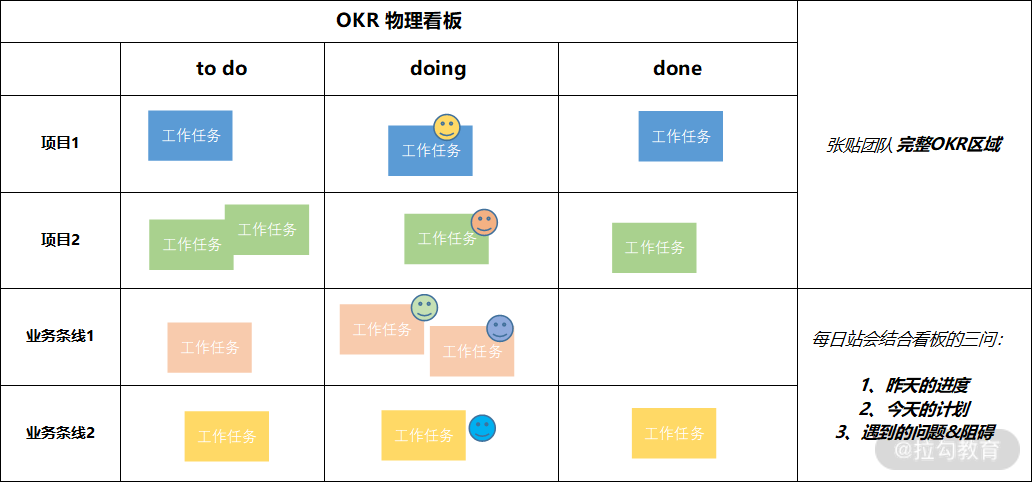 OKR 物理看板
to do
doing
done
项目1
工作任务
工作任务
工作任务
张贴团队 完整OKR区域
项目2
工作任务
工作任务
工作任务
工作任务
业务条线1
工作任务
工作任务
工作任务
每日站会结合看板的三问：
1、昨天的进度
2、今天的计划
3、遇到的问题&阻碍
业务条线2
工作任务
工作任务
工作任务
@拉勾教育